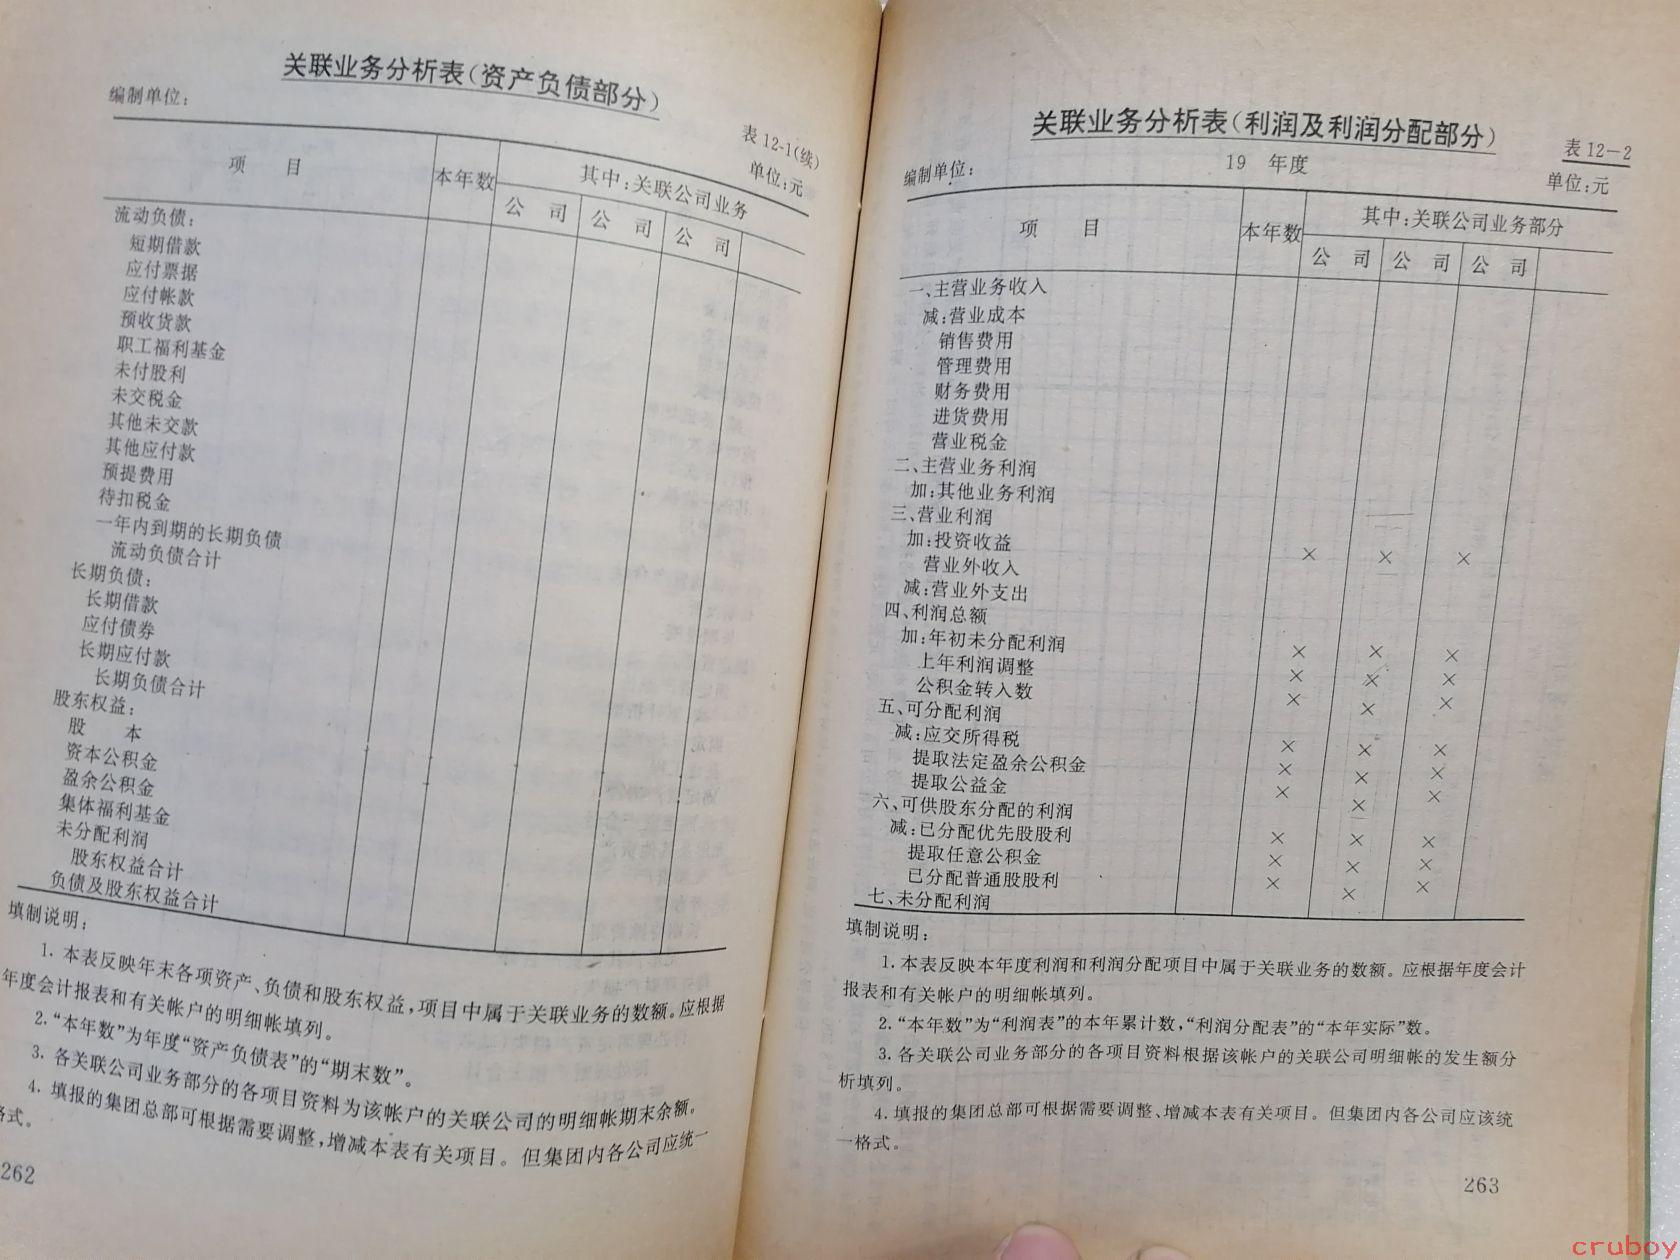 关联业务分析表(资产负债部分)
表12-1(续)
编制单位:
单位:元
项 目
本年数
其中:关联公司业务
公 司
公 司
公 司
流动负债:
短期借款
应付票据
应付帐款
预收货款
职工福利基金
未付股利
未交税金
其他未交款
其他应付款
预提费用
待扣税金
一年内到期的长期负债
流动负债合计
长期负债:
长期借款
应付债券
长期应付款
长期负债合计
股东权益:
股 本
资本公积金
盈余公积金
集体福利基金
未分配利润
股东权益合计
负债及股东权益合计
填制说明:
1. 本表反映年末各项资产、负债和股东权益,项目中属于关联业务的数额。应根据
年度会计报表和有关帐户的明细帐填列。
2.“本年数”为年度“资产负债表”的“期末数”。
3. 各关联公司业务部分的各项目资料为该帐户的关联公司的明细帐期末余额。
4. 填报的集团总部可根据需要调整,增减本表有关项目。但集团内各公司应统一
格式。
262
关联业务分析表(利润及利润分配部分)
表12-2
19 年度
编制单位:
单位:元
项 目
本年数
其中:关联公司业务部分
公 司
公 司
公 司
一、主营业务收入
减:营业成本
销售费用
管理费用
财务费用
进货费用
营业税金
二、主营业务利润
加:其他业务利润
三、营业利润
加:投资收益 × × ×
营业外收入
减:营业外支出
四、利润总额
加:年初未分配利润 × × ×
上年利润调整 × × ×
公积金转入数 × × ×
五、可分配利润
减:应交所得税 × × ×
提取法定盈余公积金 × × ×
提取公益金 × × ×
六、可供股东分配的利润
减:已分配优先股股利 × × ×
提取任意公积金 × × ×
已分配普通股股利 × × ×
七、未分配利润
填制说明:
1. 本表反映本年度利润和利润分配项目中属于关联业务的数额。应根据年度会计
报表和有关帐户的明细帐填列。
2.“本年数”为“利润表”的本年累计数,“利润分配表”的“本年实际”数。
3. 各关联公司业务部分的各项目资料根据该帐户的关联公司明细帐的发生额分
析填列。
4. 填报的集团总部可根据需要调整、增减本表有关项目。但集团内各公司应该统
一格式。
263
cruboy